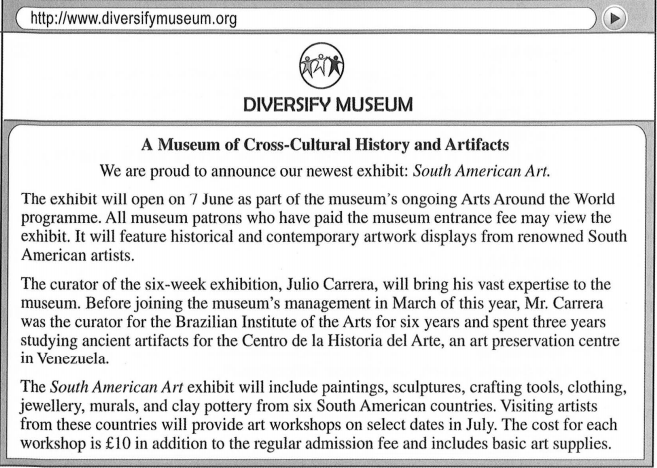 http://www.diversifymuseum.org
DIVERSIFY MUSEUM
A Museum of Cross-Cultural History and Artifacts
We are proud to announce our newest exhibit: South American Art.
The exhibit will open on 7 June as part of the museum's ongoing Arts Around the World
programme. All museum patrons who have paid the museum entrance fee may view the
exhibit. It will feature historical and contemporary artwork displays from renowned South
American artists.
The curator of the six-week exhibition, Julio Carrera, will bring his vast expertise to the
museum. Before joining the museum's management in March of this year, Mr. Carrera
was the curator for the Brazilian Institute of the Arts for six years and spent three years
studying ancient artifacts for the Centro de la Historia del Arte, an art preservation centre
in Venezuela.
The South American Art exhibit will include paintings, sculptures, crafting tools, clothing,
jewellery, murals, and clay pottery from six South American countries. Visiting artists
from these countries will provide art workshops on select dates in July. The cost for each
workshop is £10 in addition to the regular admission fee and includes basic art supplies.